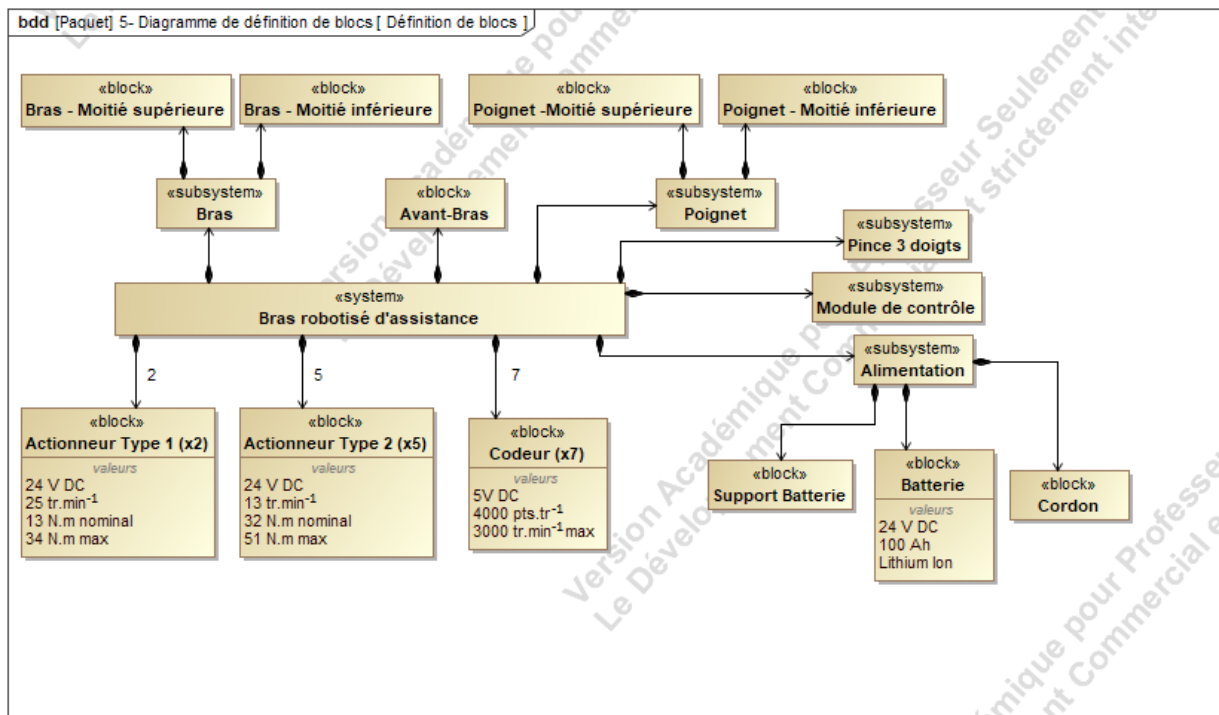 bdd [Paquet] 5- Diagramme de définition de blocs [ Définition de blocs ]
«block»
Bras - Moitié supérieure
«block»
Bras - Moitié inférieure
«block»
Poignet -Moitié supérieure
«block»
Poignet - Moitié inférieure
«subsystem»
Bras
«block»
Avant-Bras
«subsystem»
Poignet
«subsystem»
Pince 3 doigts
«system»
Bras robotisé d'assistance
«subsystem»
Module de contrôle
«subsystem»
Alimentation
2
5
7
«block»
Actionneur Type 1 (x2)
valeurs
24 V DC
25 tr.min-1
13 N.m nominal
34 N.m max
«block»
Actionneur Type 2 (x5)
valeurs
24 V DC
13 tr.min-1
32 N.m nominal
51 N.m max
«block»
Codeur (x7)
valeurs
5V DC
4000 pts.tr-1
3000 tr.min-1 max
«block»
Support Batterie
«block»
Batterie
valeurs
24 V DC
100 Ah
Lithium Ion
«block»
Cordon